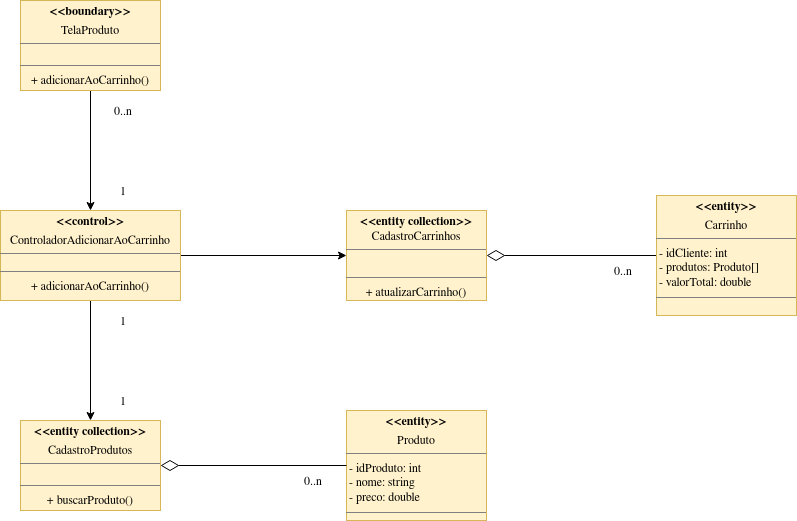 <<boundary>>
TelaProduto
+ adicionarAoCarrinho()
0..n
1
<<control>>
ControladorAdicionarAoCarrinho
+ adicionarAoCarrinho()
<<entity collection>>
CadastroCarrinhos
+ atualizarCarrinho()
0..n
<<entity>>
Carrinho
- idCliente: int
- produtos: Produto[]
- valorTotal: double
1
1
<<entity collection>>
CadastroProdutos
+ buscarProduto()
0..n
<<entity>>
Produto
- idProduto: int
- nome: string
- preco: double